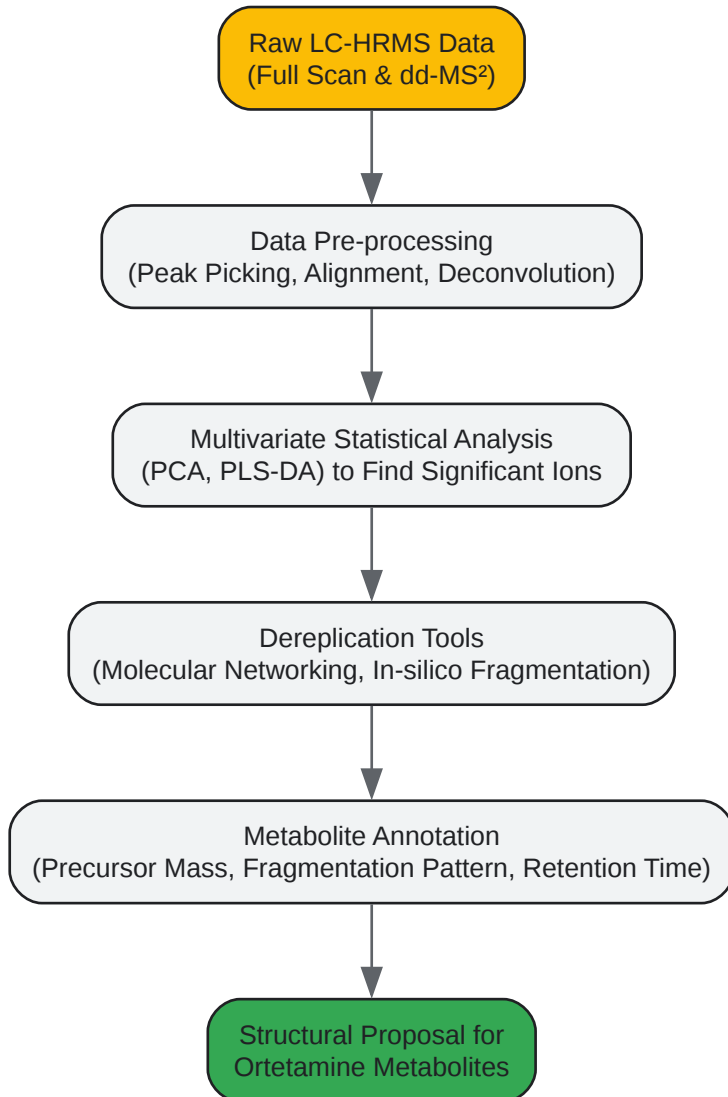 Raw LC-HRMS Data
(Full Scan & dd-MS²)
Data Pre-processing
(Peak Picking, Alignment, Deconvolution)
Multivariate Statistical Analysis
(PCA, PLS-DA) to Find Significant Ions
Dereplication Tools
(Molecular Networking, In-silico Fragmentation)
Metabolite Annotation
(Precursor Mass, Fragmentation Pattern, Retention Time)
Structural Proposal for
Ortetamine Metabolites